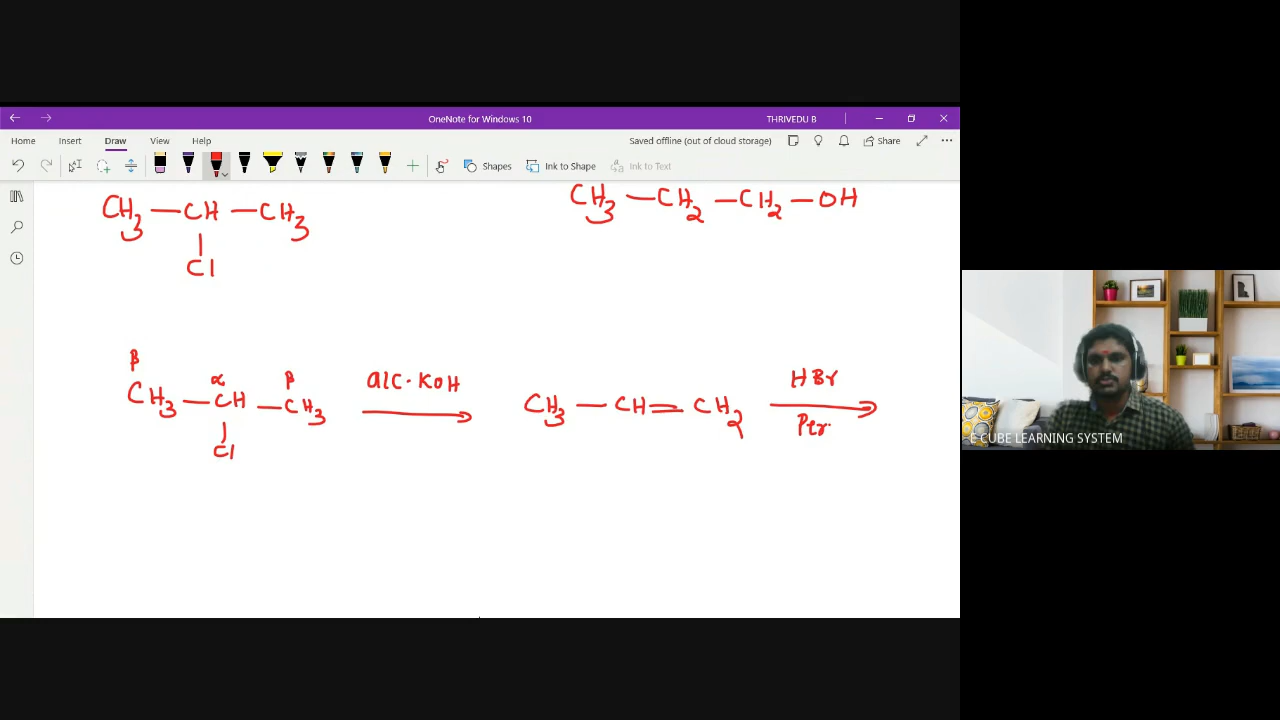 OneNote for Windows 10
THRIVEDU B
Home Insert Draw View Help
Saved offline (out of cloud storage)
Share
Shapes
Ink to Shape
Ink to Text
CH3 — CH — CH3
Cl
CH3 — CH2 — CH2 — OH
β
α
β
CH3 — CH — CH3
Cl
alc. KOH
CH3 — CH = CH2
HBr
Per
E CUBE LEARNING SYSTEM